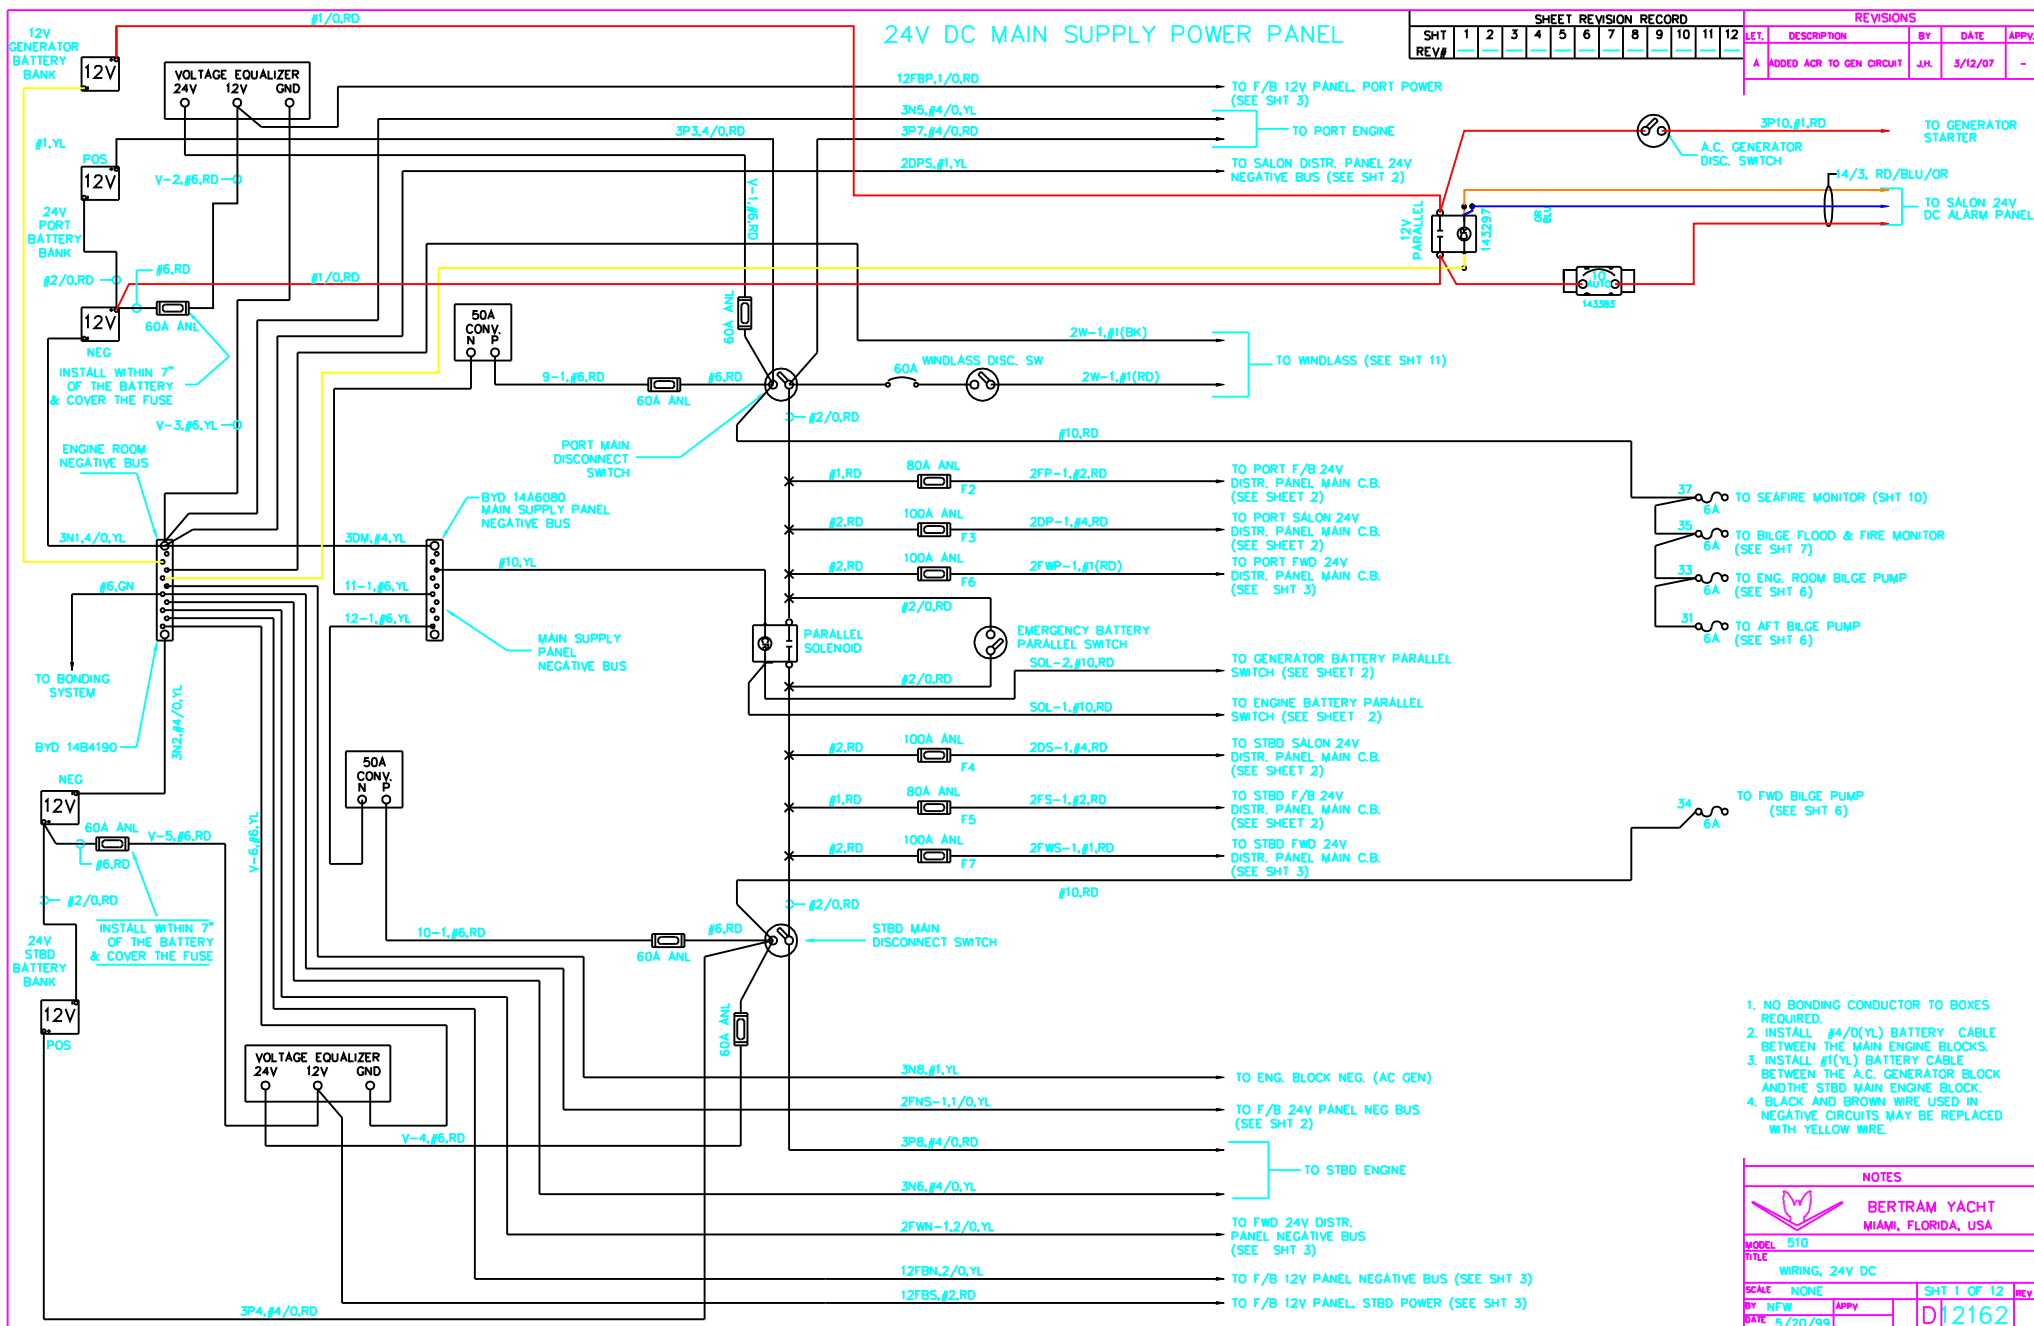 24V DC MAIN SUPPLY POWER PANEL
SHEET REVISION RECORD
SHT 1 2 3 4 5 6 7 8 9 10 11 12
REV#
REVISIONS
LET. DESCRIPTION BY DATE APPV.
A ADDED ACR TO GEN CIRCUIT J.H. 3/12/07 -
#1/0,RD
12V
GENERATOR
BATTERY
BANK
12V
VOLTAGE EQUALIZER
24V 12V GND
12FBP,1/0,RD
TO F/B 12V PANEL, PORT POWER
(SEE SHT 3)
3N5,#4/0,YL
3P3,4/0,RD
3P7,#4/0,RD
TO PORT ENGINE
#1,YL
2DPS,#1,YL
TO SALON DISTR. PANEL 24V
NEGATIVE BUS (SEE SHT 2)
3P10,#1,RD
TO GENERATOR
STARTER
A.C. GENERATOR
DISC. SWITCH
14/3, RD/BLU/OR
TO SALON 24V
DC ALARM PANEL
OR
BLU
12V
PARALLEL
143297
10
AUTO
143383
POS
12V
V-2,#6,RD
V-1,#6,RD
24V
PORT
BATTERY
BANK
#2/0,RD
#6,RD
#1/0,RD
12V
60A ANL
NEG
INSTALL WITHIN 7"
OF THE BATTERY
& COVER THE FUSE
V-3,#6,YL
50A
CONV.
N P
60A ANL
9-1,#6,RD
60A ANL
#6,RD
60A
WINDLASS DISC. SW
2W-1,#1(BK)
2W-1,#1(RD)
TO WINDLASS (SEE SHT 11)
#2/0,RD
#10,RD
PORT MAIN
DISCONNECT
SWITCH
ENGINE ROOM
NEGATIVE BUS
BYD 14A6080
MAIN SUPPLY PANEL
NEGATIVE BUS
#1,RD
80A ANL
F2
2FP-1,#2,RD
TO PORT F/B 24V
DISTR. PANEL MAIN C.B.
(SEE SHEET 2)
#2,RD
100A ANL
F3
2DP-1,#4,RD
TO PORT SALON 24V
DISTR. PANEL MAIN C.B.
(SEE SHEET 2)
#2,RD
100A ANL
F6
2FWP-1,#1(RD)
TO PORT FWD 24V
DISTR. PANEL MAIN C.B.
(SEE SHT 3)
37
6A
TO SEAFIRE MONITOR (SHT 10)
35
6A
TO BILGE FLOOD & FIRE MONITOR
(SEE SHT 7)
33
6A
TO ENG. ROOM BILGE PUMP
(SEE SHT 6)
31
6A
TO AFT BILGE PUMP
(SEE SHT 6)
3N1,4/0,YL
3DM,#4,YL
#10,YL
#6,GN
11-1,#6,YL
12-1,#6,YL
MAIN SUPPLY
PANEL
NEGATIVE BUS
PARALLEL
SOLENOID
#2/0,RD
EMERGENCY BATTERY
PARALLEL SWITCH
#2/0,RD
SOL-2,#10,RD
TO GENERATOR BATTERY PARALLEL
SWITCH (SEE SHEET 2)
SOL-1,#10,RD
TO ENGINE BATTERY PARALLEL
SWITCH (SEE SHEET 2)
TO BONDING
SYSTEM
3N2,#4/0,YL
BYD 14B4190
#2,RD
100A ANL
F4
2DS-1,#4,RD
TO STBD SALON 24V
DISTR. PANEL MAIN C.B.
(SEE SHEET 2)
#1,RD
80A ANL
F5
2FS-1,#2,RD
TO STBD F/B 24V
DISTR. PANEL MAIN C.B.
(SEE SHEET 2)
#2,RD
100A ANL
F7
2FWS-1,#1,RD
TO STBD FWD 24V
DISTR. PANEL MAIN C.B.
(SEE SHT 3)
34
6A
TO FWD BILGE PUMP
(SEE SHT 6)
#10,RD
NEG
12V
60A ANL
V-5,#6,RD
#6,RD
V-6,#6,YL
50A
CONV.
N P
#2/0,RD
#2/0,RD
INSTALL WITHIN 7"
OF THE BATTERY
& COVER THE FUSE
24V
STBD
BATTERY
BANK
10-1,#6,RD
60A ANL
#6,RD
STBD MAIN
DISCONNECT SWITCH
60A ANL
12V
POS
VOLTAGE EQUALIZER
24V 12V GND
V-4,#6,RD
3N8,#1,YL
TO ENG. BLOCK NEG. (AC GEN)
2FNS-1,1/0,YL
TO F/B 24V PANEL NEG BUS
(SEE SHT 2)
3P8,#4/0,RD
TO STBD ENGINE
3N6,#4/0,YL
2FWN-1,2/0,YL
TO FWD 24V DISTR.
PANEL NEGATIVE BUS
(SEE SHT 3)
12FBN,2/0,YL
TO F/B 12V PANEL NEGATIVE BUS (SEE SHT 3)
12FBS,#2,RD
TO F/B 12V PANEL, STBD POWER (SEE SHT 3)
3P4,#4/0,RD
1. NO BONDING CONDUCTOR TO BOXES
REQUIRED.
2. INSTALL #4/0(YL) BATTERY CABLE
BETWEEN THE MAIN ENGINE BLOCKS.
3. INSTALL #1(YL) BATTERY CABLE
BETWEEN THE A.C. GENERATOR BLOCK
ANDTHE STBD MAIN ENGINE BLOCK.
4. BLACK AND BROWN WIRE USED IN
NEGATIVE CIRCUITS MAY BE REPLACED
WITH YELLOW WIRE.
NOTES
BERTRAM YACHT
MIAMI, FLORIDA, USA
MODEL 510
TITLE
WIRING, 24V DC
SCALE NONE
SHT 1 OF 12 REV
BY NFW APPV
DATE 5/20/99
D 12162